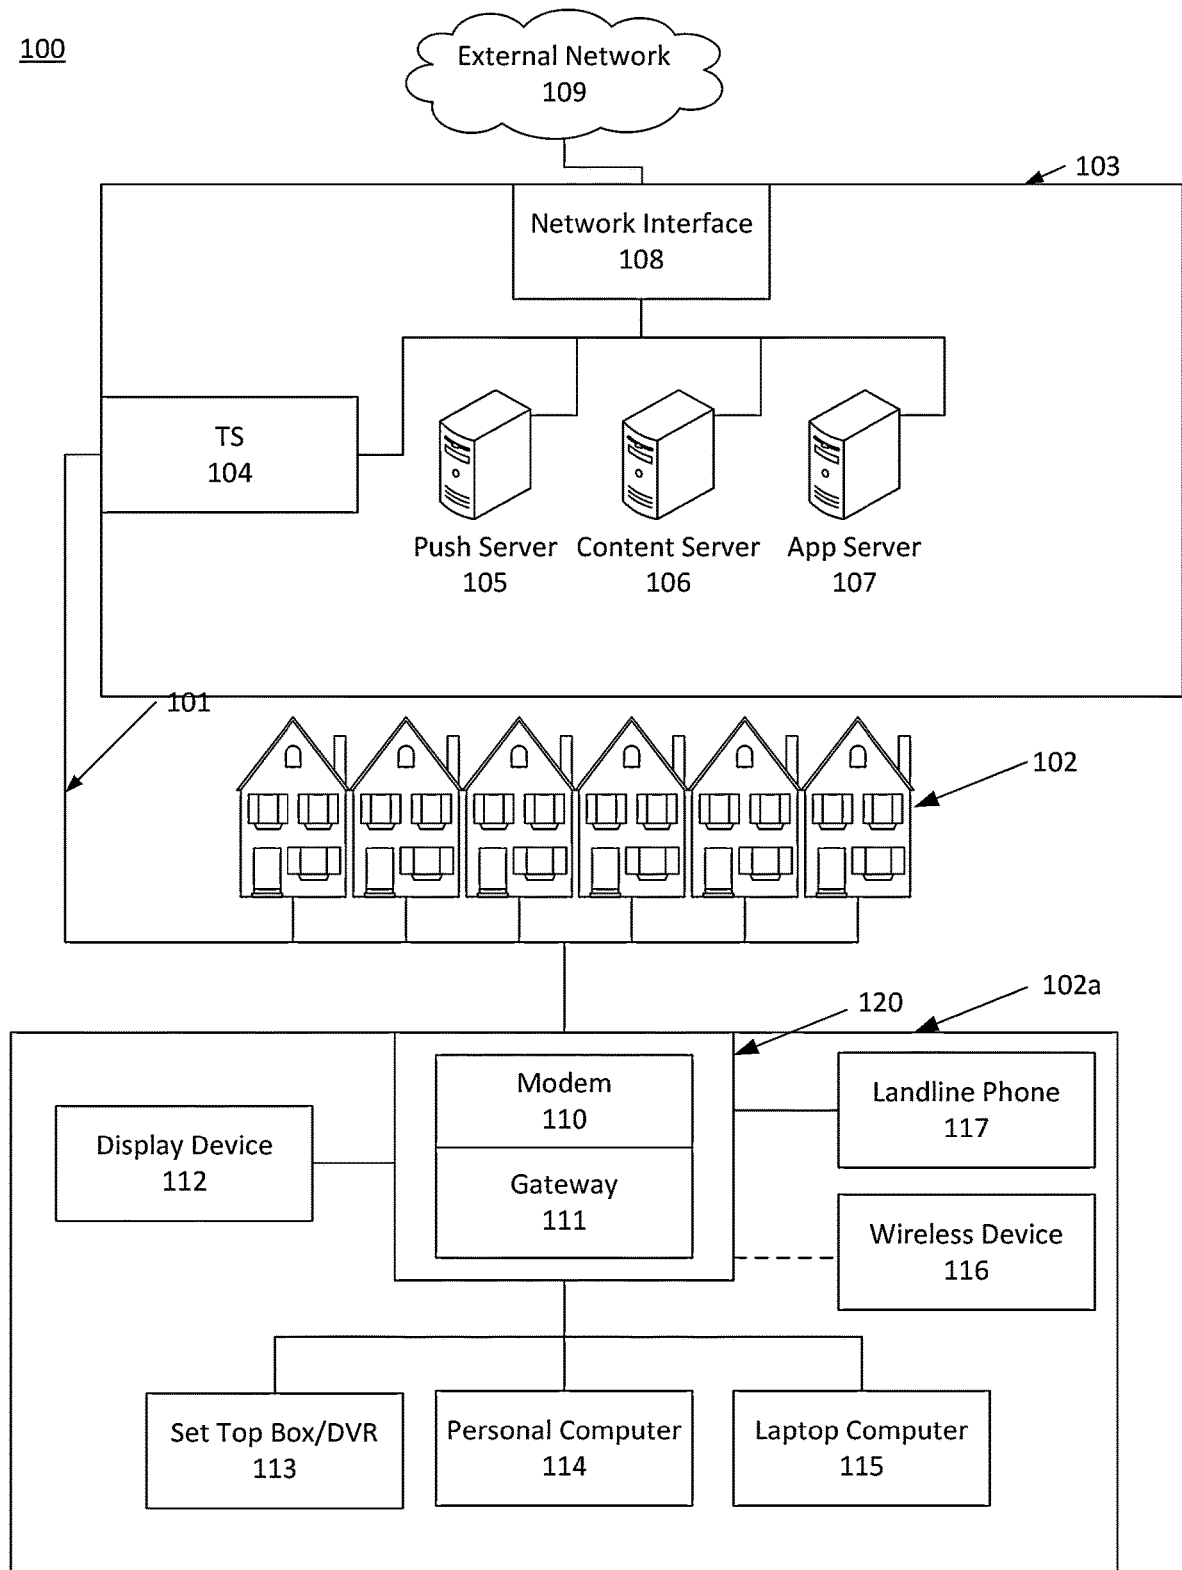 100
External Network
109
103
Network Interface
108
TS
104
Push Server
105
Content Server
106
App Server
107
101
102
102a
120
Modem
110
Gateway
111
Display Device
112
Landline Phone
117
Wireless Device
116
Set Top Box/DVR
113
Personal Computer
114
Laptop Computer
115